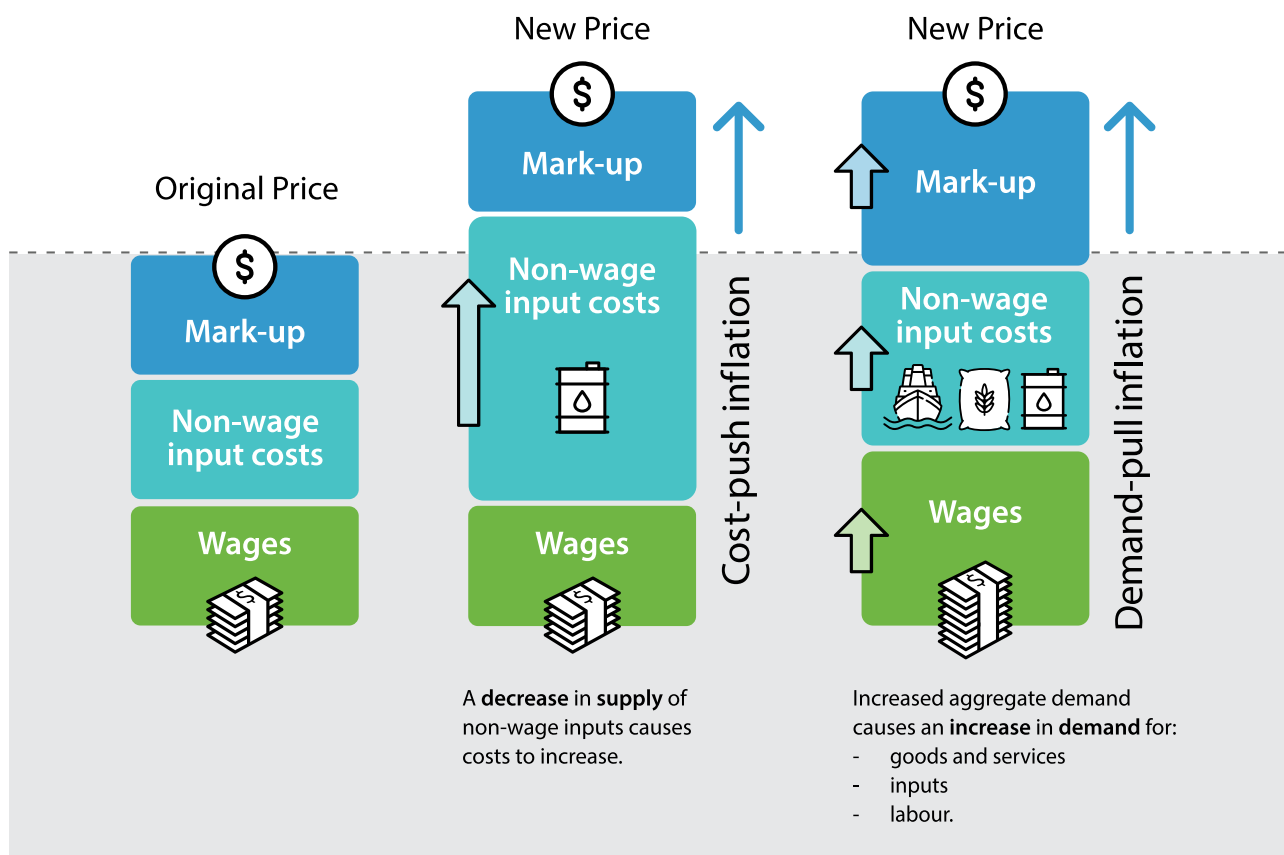 Original Price
$
Mark-up
Non-wage
input costs
Wages
$
New Price
$
Mark-up
Non-wage
input costs
Wages
$
Cost-push inflation
A decrease in supply of
non-wage inputs causes
costs to increase.
New Price
$
Mark-up
Non-wage
input costs
Wages
$
Demand-pull inflation
Increased aggregate demand
causes an increase in demand for:
- goods and services
- inputs
- labour.